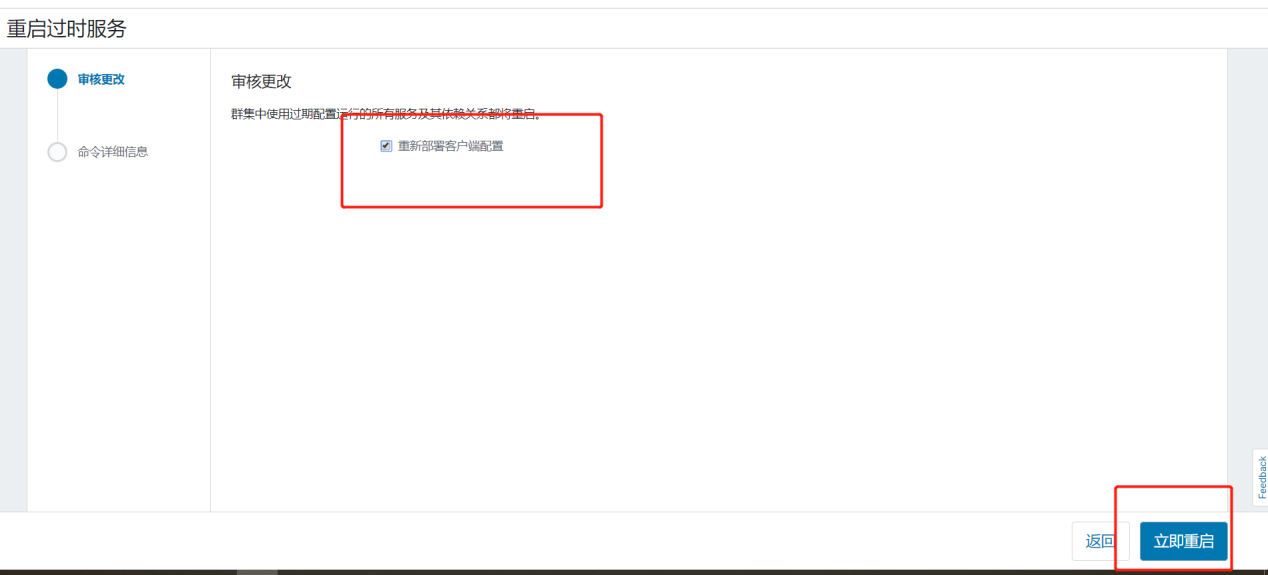 重启过时服务
审核更改
命令详细信息
审核更改
群集中使用过期配置运行的所有服务及其依赖关系都将重启。
重新部署客户端配置
Feedback
返回
立即重启